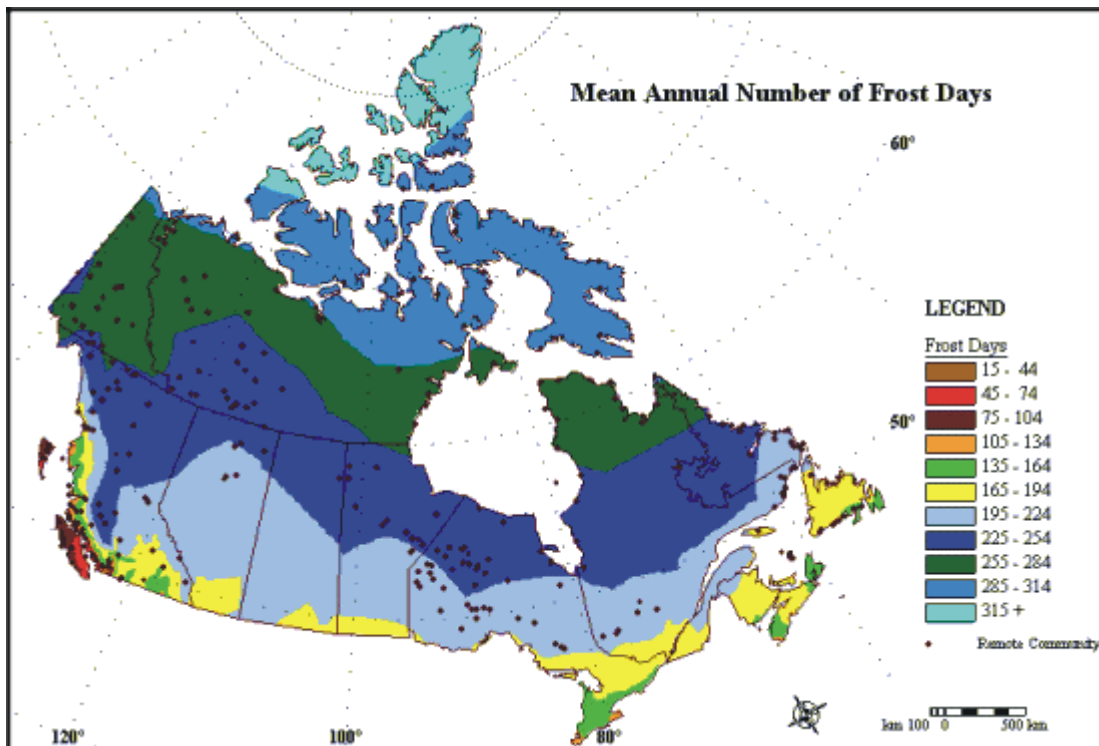 Mean Annual Number of Frost Days
60°
LEGEND
Frost Days
15 - 44
45 - 74
50°
75 - 104
105 - 134
135 - 164
165 - 194
195 - 224
225 - 254
255 - 284
285 - 314
315 +
Remote Community
km 100 0 500 km
120°
100°
80°